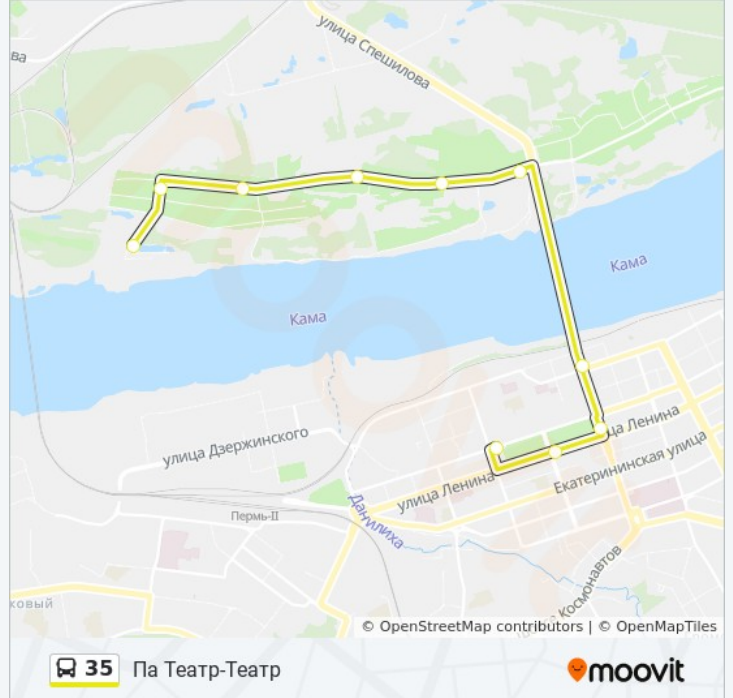 улица Спешилова
ва
Кама
Кама
улица Дзержинского
ца Ленина
Екатерининская улица
улица Ленина
Данилиха
Пермь-II
Космонавтов
ковый
© OpenStreetMap contributors | © OpenMapTiles
35 Па Театр-Театр
moovit